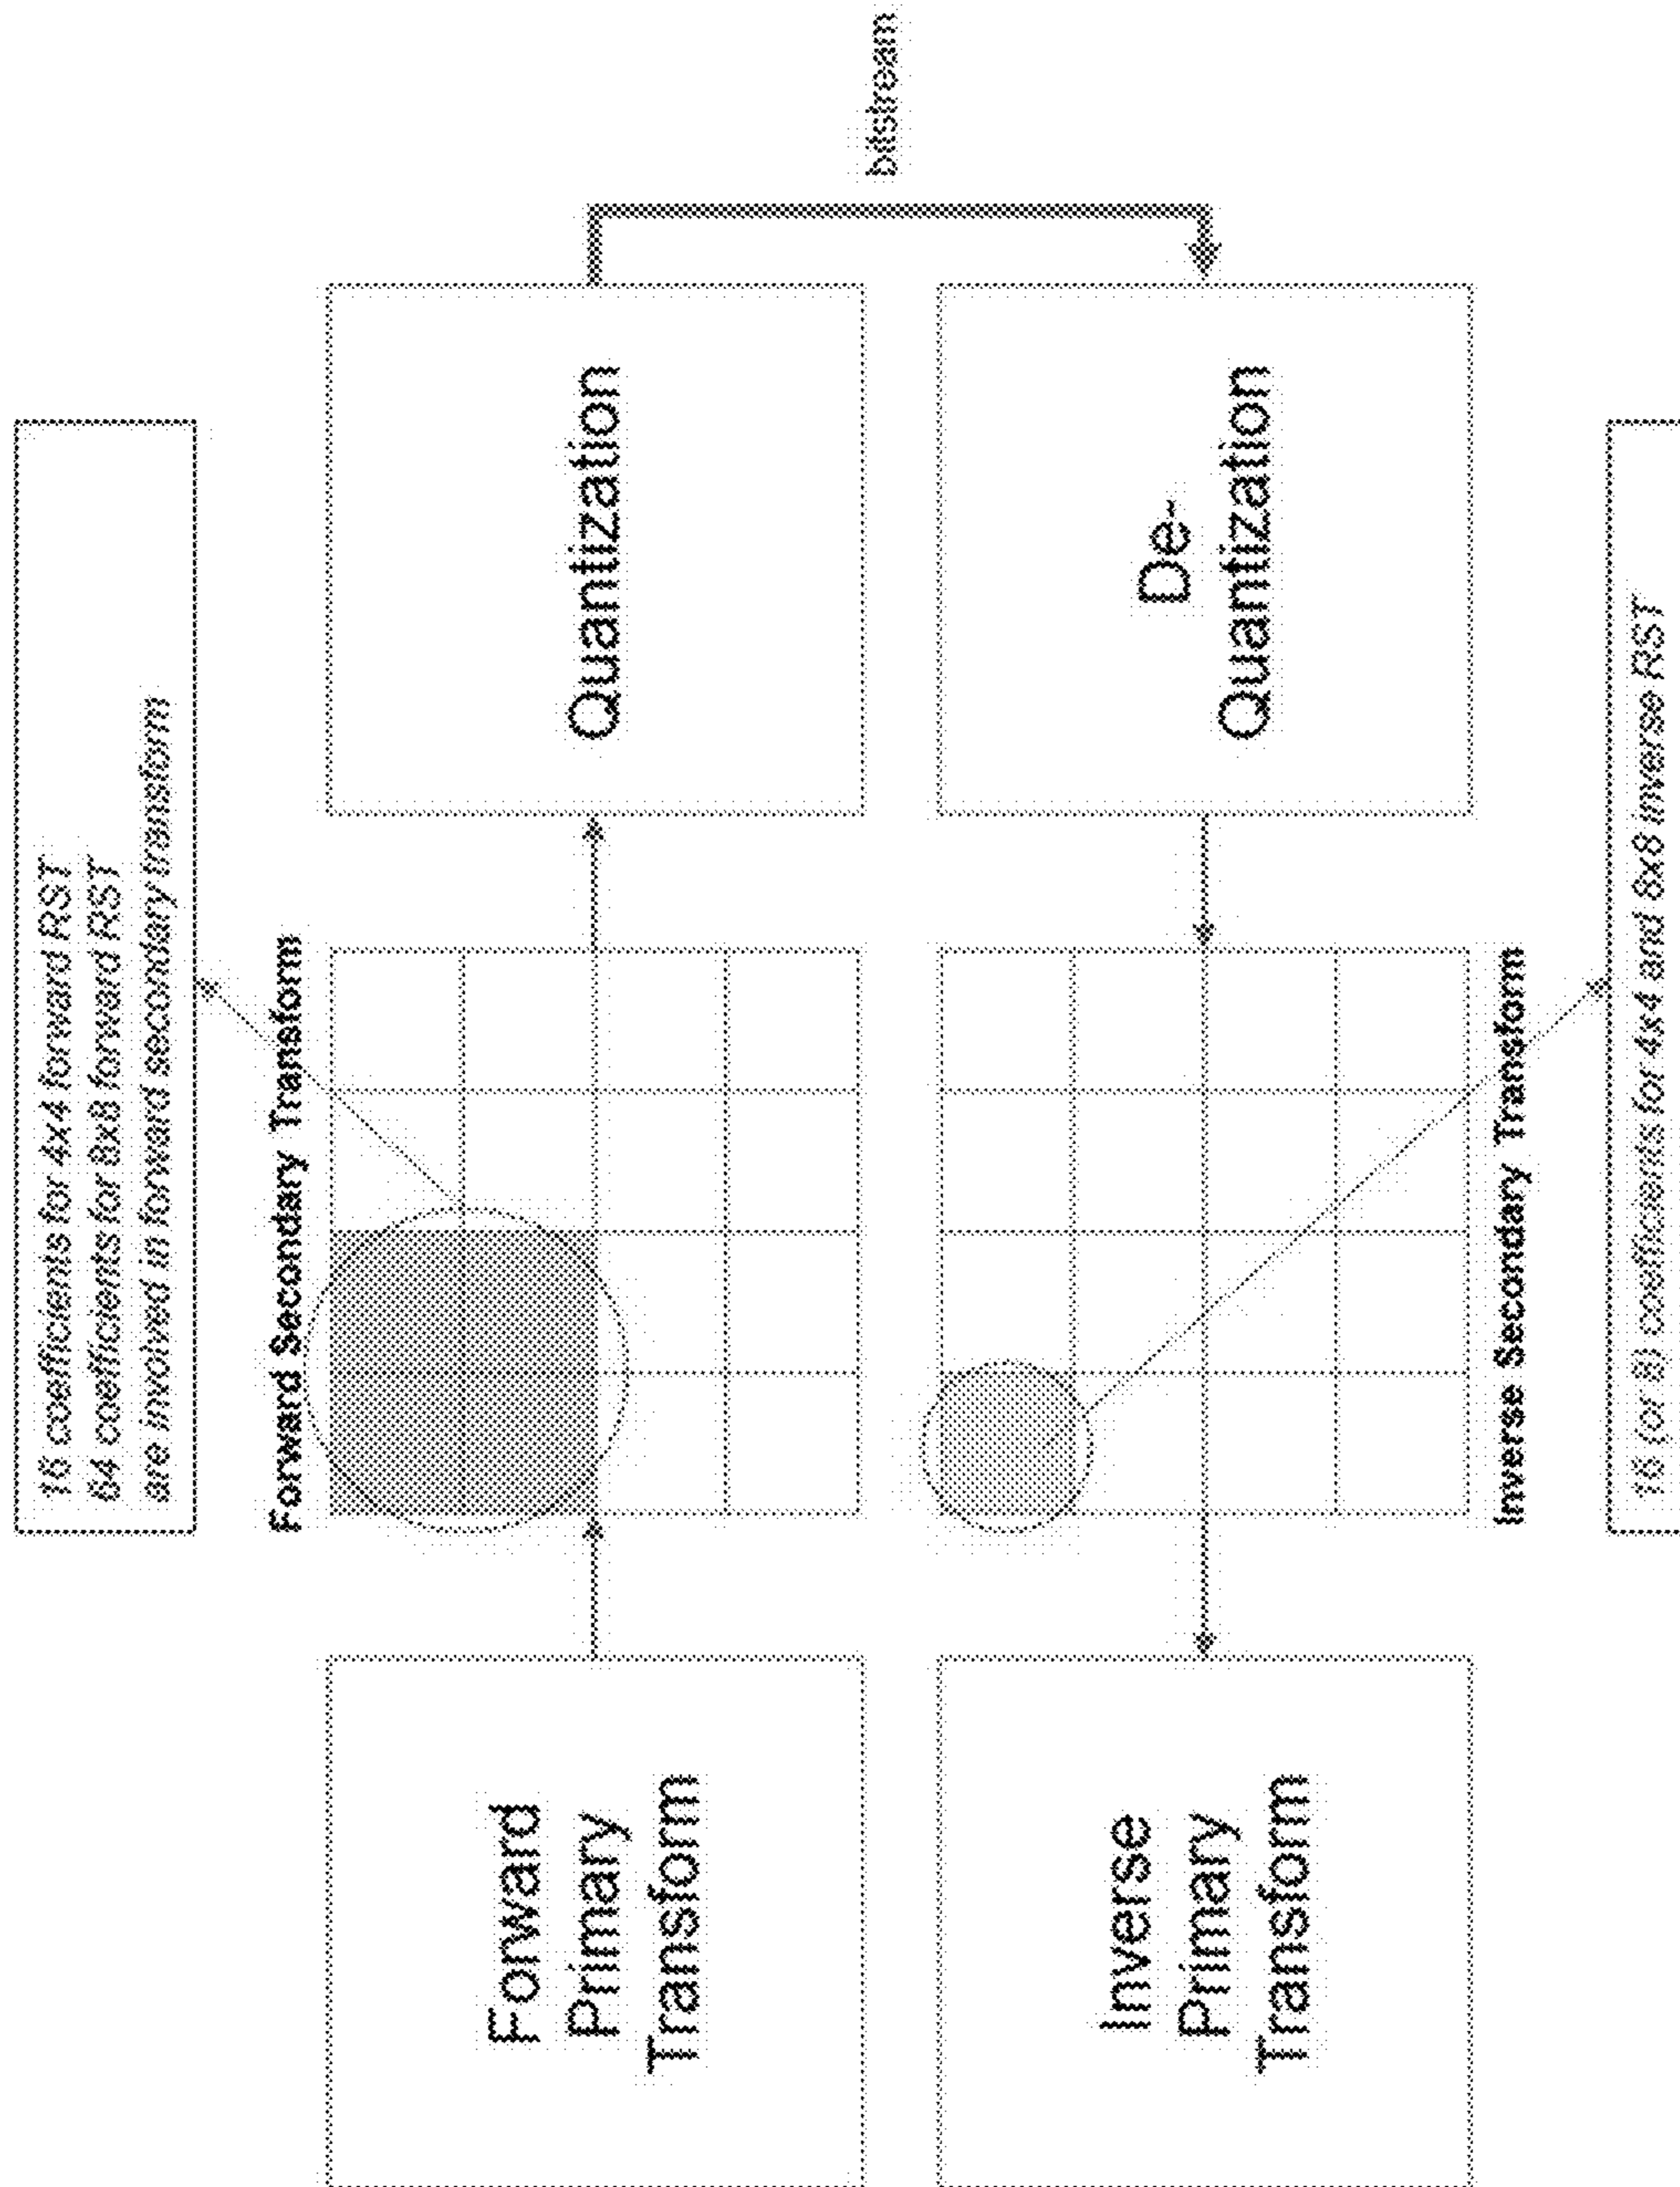 16 coefficients for 4x4 forward RST
64 coefficients for 8x8 forward RST
are involved in forward secondary transform
Forward Secondary Transform
Forward
Primary
Transform
Quantization
bitstream
Inverse
Primary
Transform
De-
Quantization
Inverse Secondary Transform
16 (or 8) coefficients for 4x4 and 8x8 inverse RST